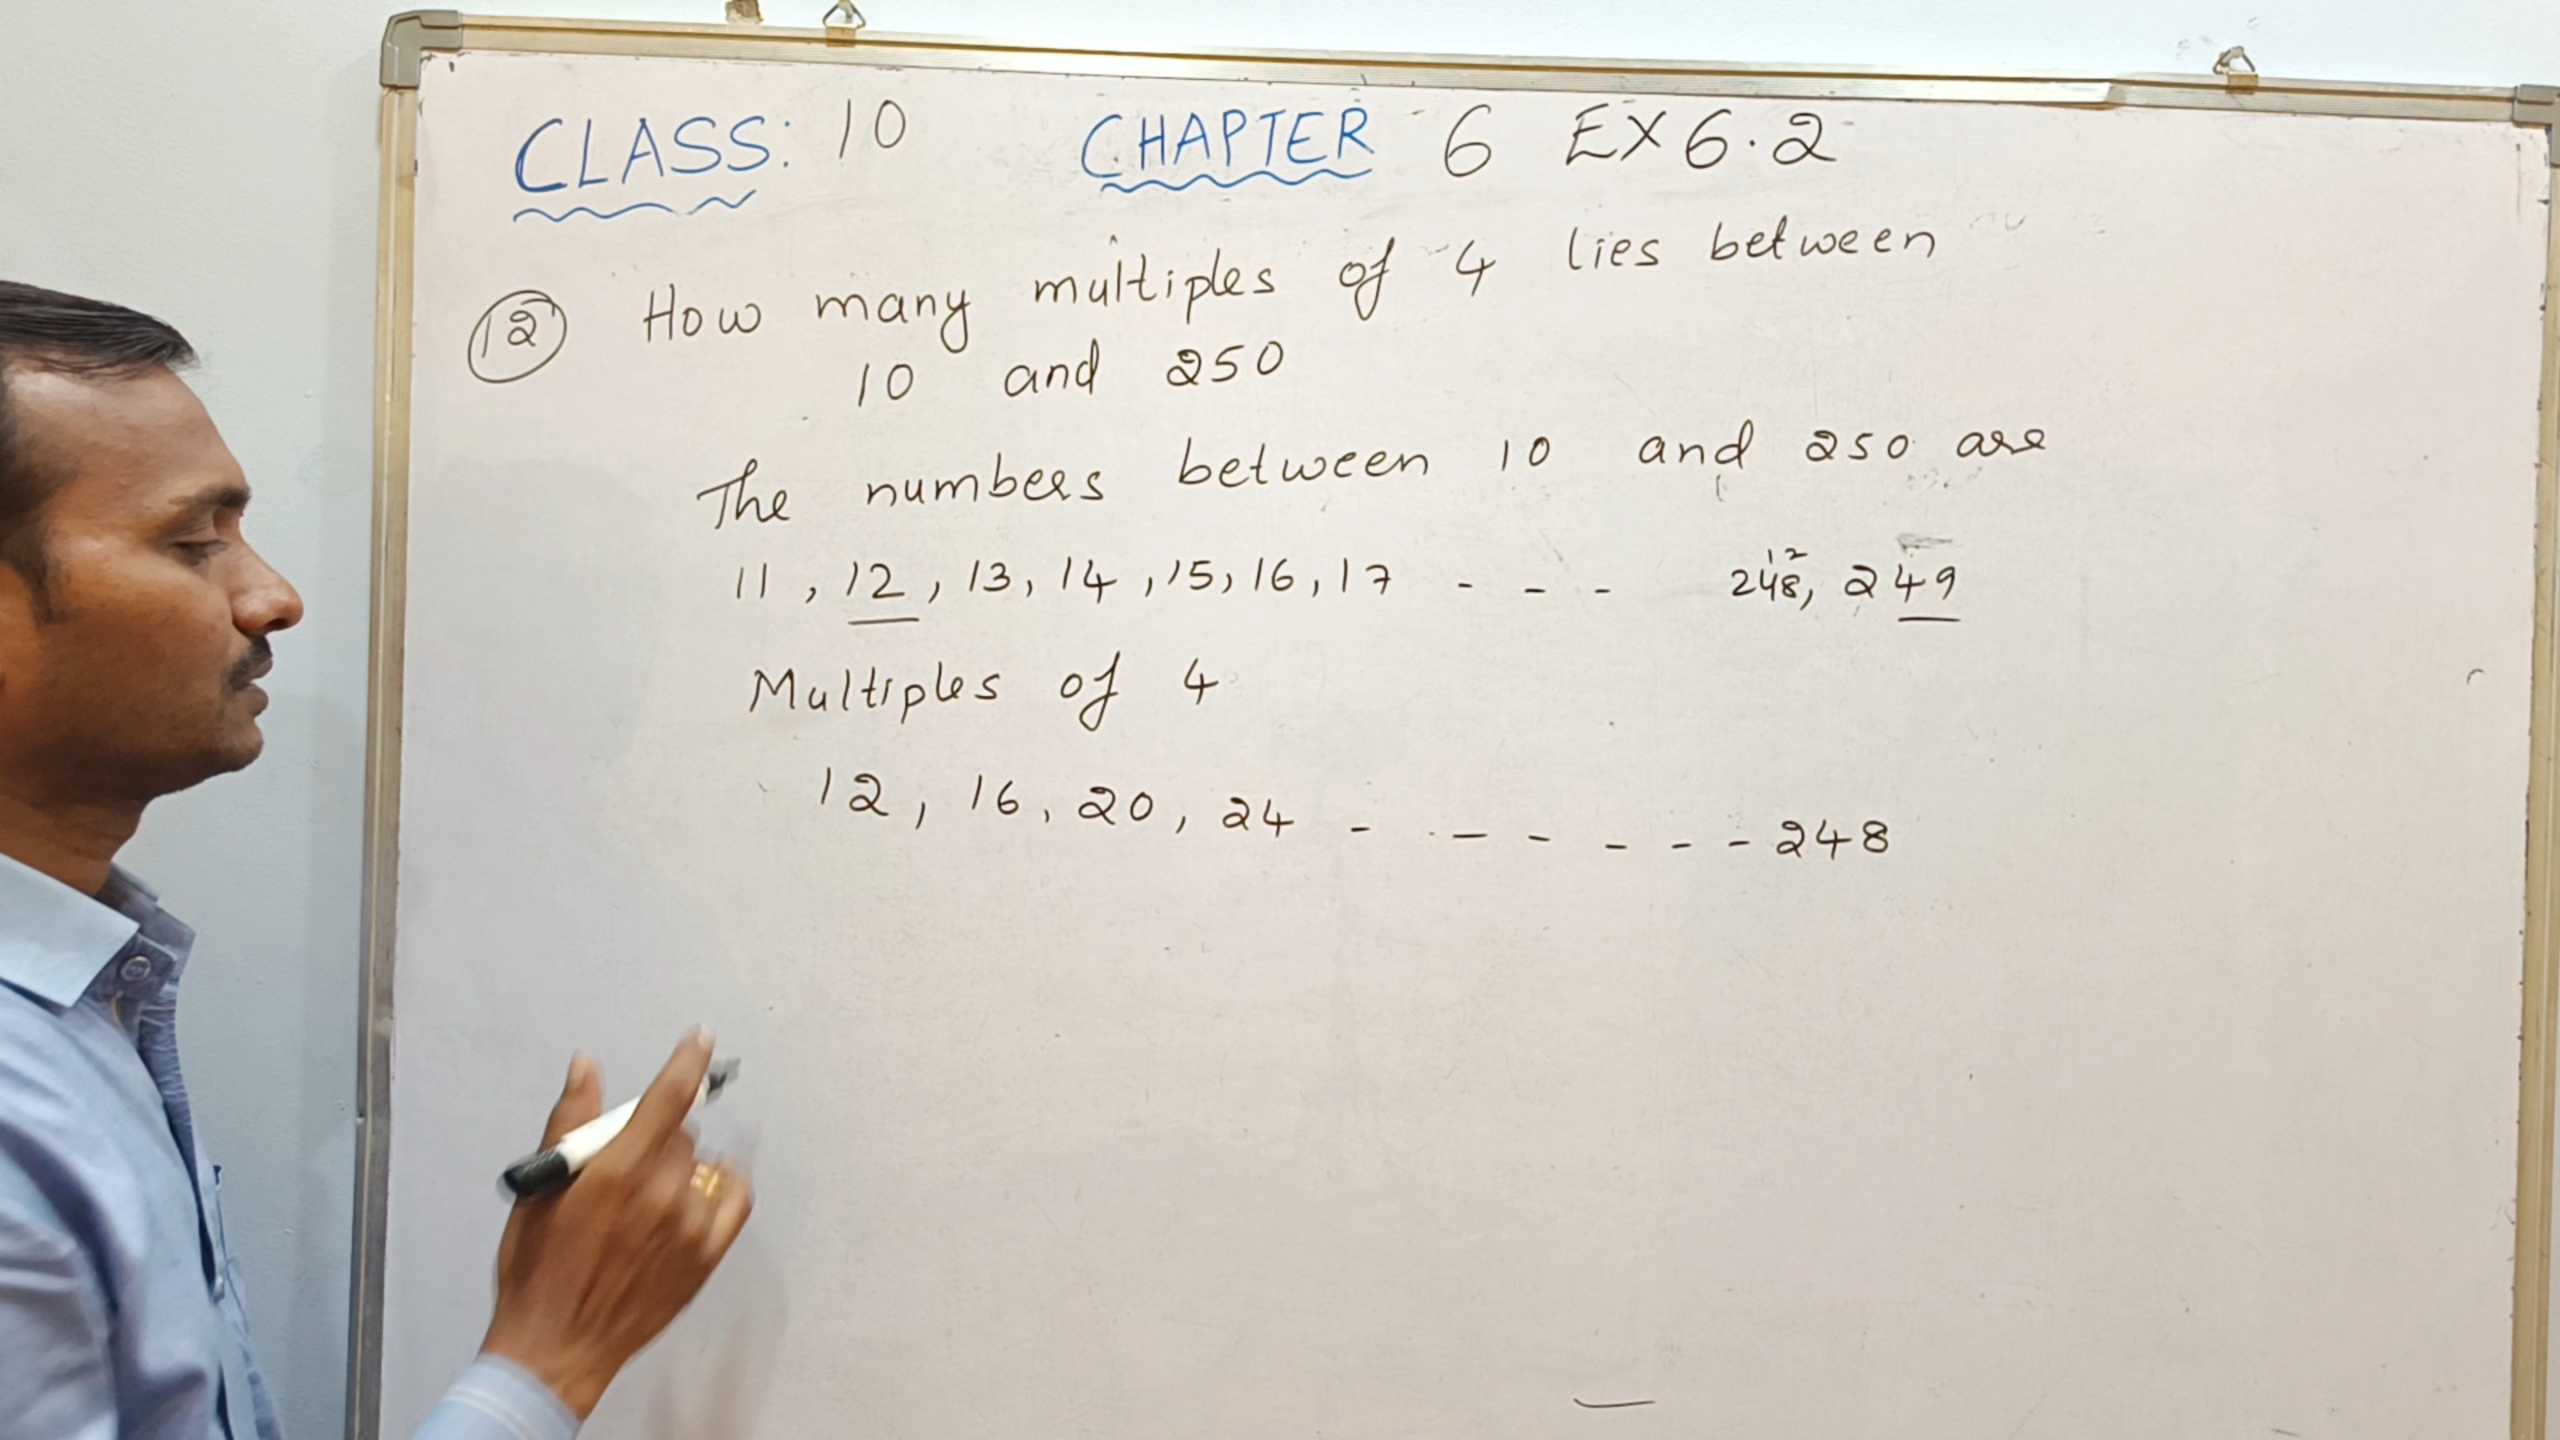 CLASS: 10 CHAPTER 6 EX 6.2
12 How many multiples of 4 lies between
10 and 250
The numbers between 10 and 250 are
11, 12, 13, 14, 15, 16, 17 - - - 248, 12 249
Multiples of 4
12, 16, 20, 24 - - - - - - 248